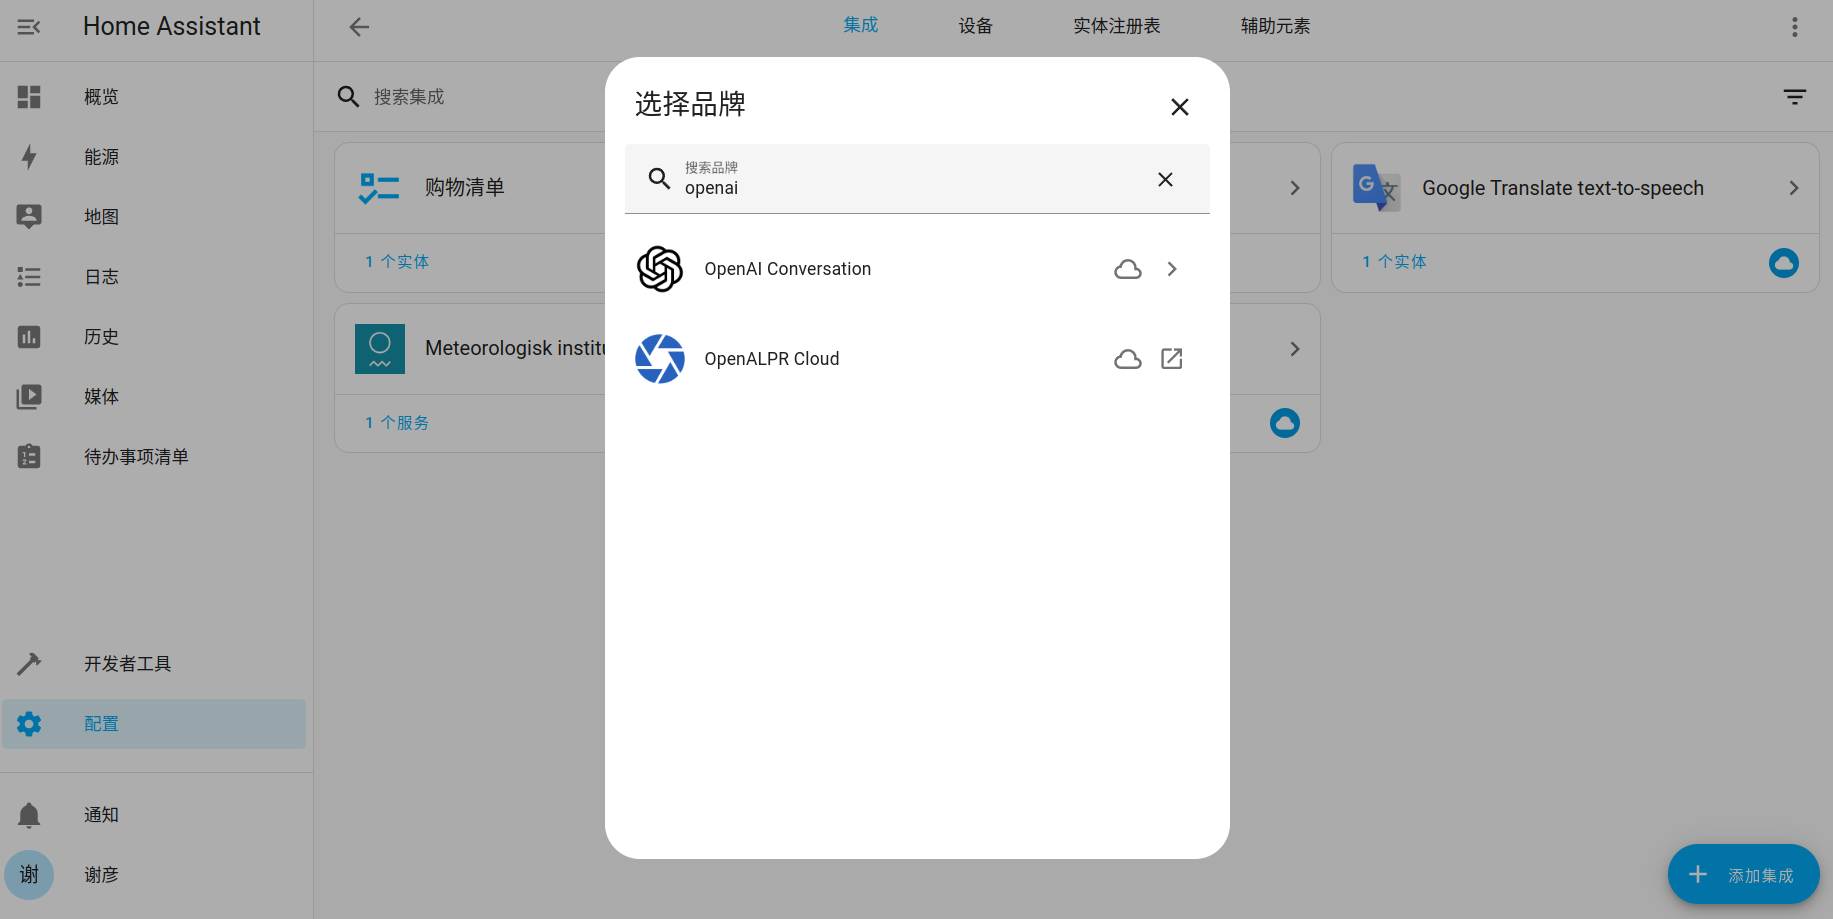 Home Assistant
集成
设备
实体注册表
辅助元素
概览
能源
地图
日志
历史
媒体
待办事项清单
开发者工具
配置
通知
谢
谢彦
搜索集成
购物清单
1 个实体
Meteorologisk institu
1 个服务
选择品牌
搜索品牌
openai
OpenAI Conversation
OpenALPR Cloud
G
文
Google Translate text-to-speech
1 个实体
添加集成